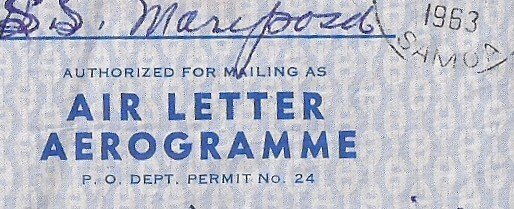 S.S. Mariposa
1963
SAMOA
AUTHORIZED FOR MAILING AS
AIR LETTER
AEROGRAMME
P. O. DEPT. PERMIT No. 24